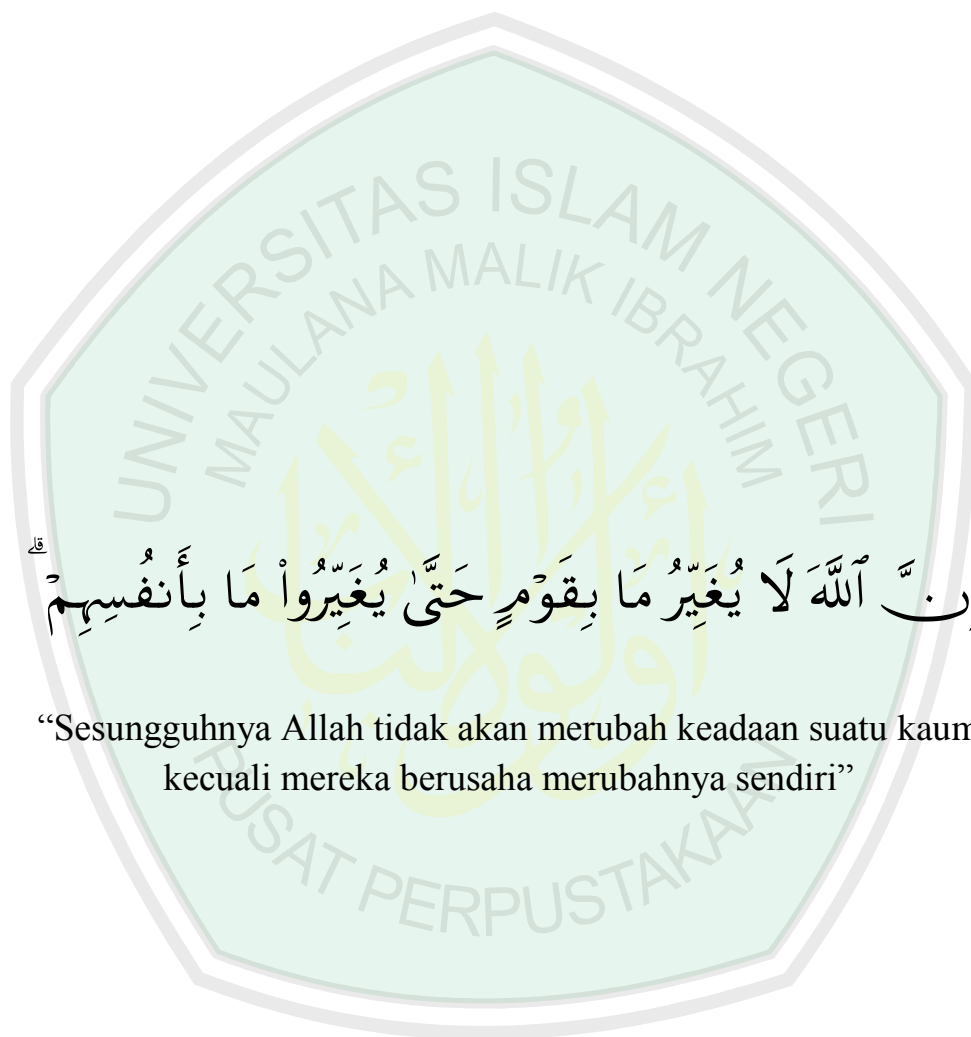 UNIVERSITAS ISLAM NEGERI
MAULANA MALIK IBRAHIM
إِنَّ ٱللَّهَ لَا يُغَيِّرُ مَا بِقَوْمٍ حَتَّىٰ يُغَيِّرُوا۟ مَا بِأَنفُسِهِمْ ۗ
“Sesungguhnya Allah tidak akan merubah keadaan suatu kaum
kecuali mereka berusaha merubahnya sendiri”
PUSAT PERPUSTAKAAN